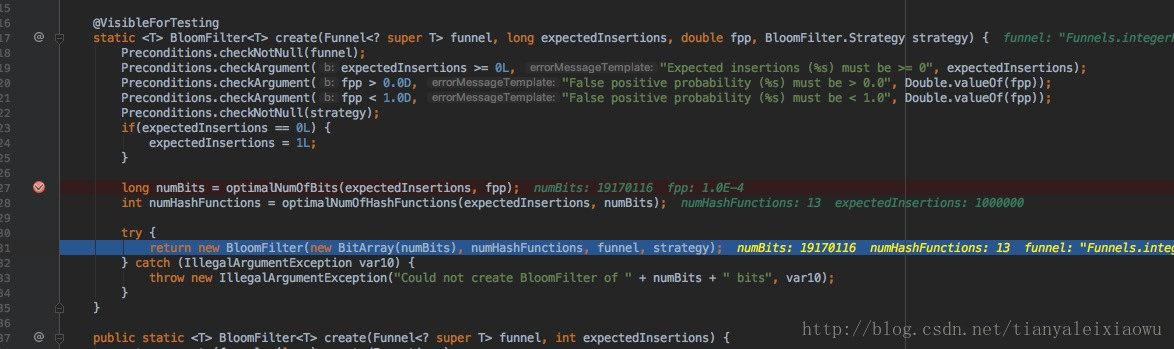 15
16 @VisibleForTesting
17 @ static <T> BloomFilter<T> create(Funnel<? super T> funnel, long expectedInsertions, double fpp, BloomFilter.Strategy strategy) { funnel: "Funnels.integerF
18 Preconditions.checkNotNull(funnel);
19 Preconditions.checkArgument( b: expectedInsertions >= 0L, errorMessageTemplate: "Expected insertions (%s) must be >= 0", expectedInsertions);
20 Preconditions.checkArgument( b: fpp > 0.0D, errorMessageTemplate: "False positive probability (%s) must be > 0.0", Double.valueOf(fpp));
21 Preconditions.checkArgument( b: fpp < 1.0D, errorMessageTemplate: "False positive probability (%s) must be < 1.0", Double.valueOf(fpp));
22 Preconditions.checkNotNull(strategy);
23 if(expectedInsertions == 0L) {
24 expectedInsertions = 1L;
25 }
26
27 long numBits = optimalNumOfBits(expectedInsertions, fpp); numBits: 19170116 fpp: 1.0E-4
28 int numHashFunctions = optimalNumOfHashFunctions(expectedInsertions, numBits); numHashFunctions: 13 expectedInsertions: 1000000
29
30 try {
31 return new BloomFilter(new BitArray(numBits), numHashFunctions, funnel, strategy); numBits: 19170116 numHashFunctions: 13 funnel: "Funnels.integ
32 } catch (IllegalArgumentException var10) {
33 throw new IllegalArgumentException("Could not create BloomFilter of " + numBits + " bits", var10);
34 }
35 }
36
37 @ public static <T> BloomFilter<T> create(Funnel<? super T> funnel, int expectedInsertions) {
http://blog.csdn.net/tianyaleixiaowu